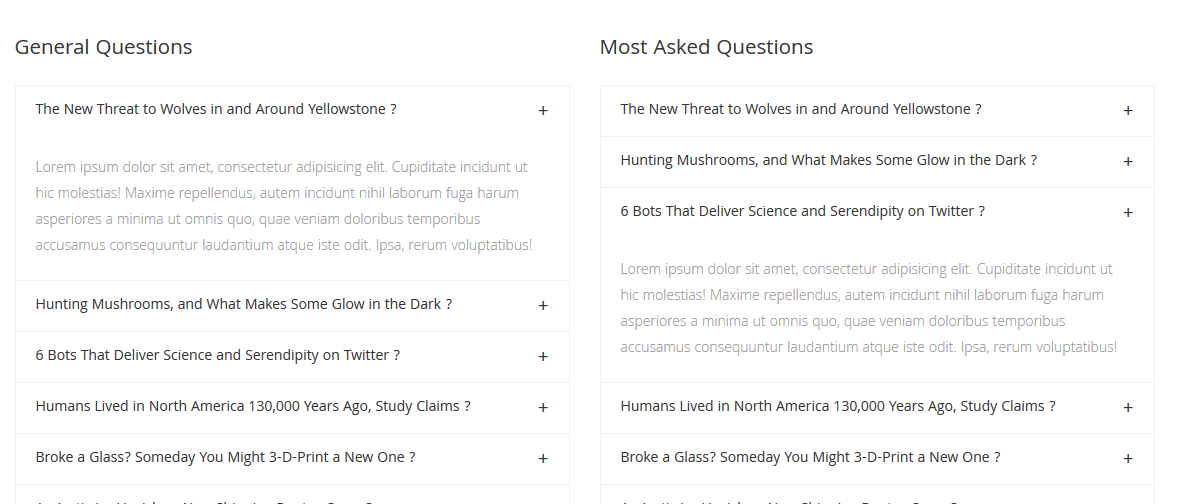 General Questions
The New Threat to Wolves in and Around Yellowstone ?
+
Lorem ipsum dolor sit amet, consectetur adipisicing elit. Cupiditate incidunt ut
hic molestias! Maxime repellendus, autem incidunt nihil laborum fuga harum
asperiores a minima ut omnis quo, quae veniam doloribus temporibus
accusamus consequuntur laudantium atque iste odit. Ipsa, rerum voluptatibus!
Hunting Mushrooms, and What Makes Some Glow in the Dark ?
+
6 Bots That Deliver Science and Serendipity on Twitter ?
+
Humans Lived in North America 130,000 Years Ago, Study Claims ?
+
Broke a Glass? Someday You Might 3-D-Print a New One ?
+
Most Asked Questions
The New Threat to Wolves in and Around Yellowstone ?
+
Hunting Mushrooms, and What Makes Some Glow in the Dark ?
+
6 Bots That Deliver Science and Serendipity on Twitter ?
+
Lorem ipsum dolor sit amet, consectetur adipisicing elit. Cupiditate incidunt ut
hic molestias! Maxime repellendus, autem incidunt nihil laborum fuga harum
asperiores a minima ut omnis quo, quae veniam doloribus temporibus
accusamus consequuntur laudantium atque iste odit. Ipsa, rerum voluptatibus!
Humans Lived in North America 130,000 Years Ago, Study Claims ?
+
Broke a Glass? Someday You Might 3-D-Print a New One ?
+